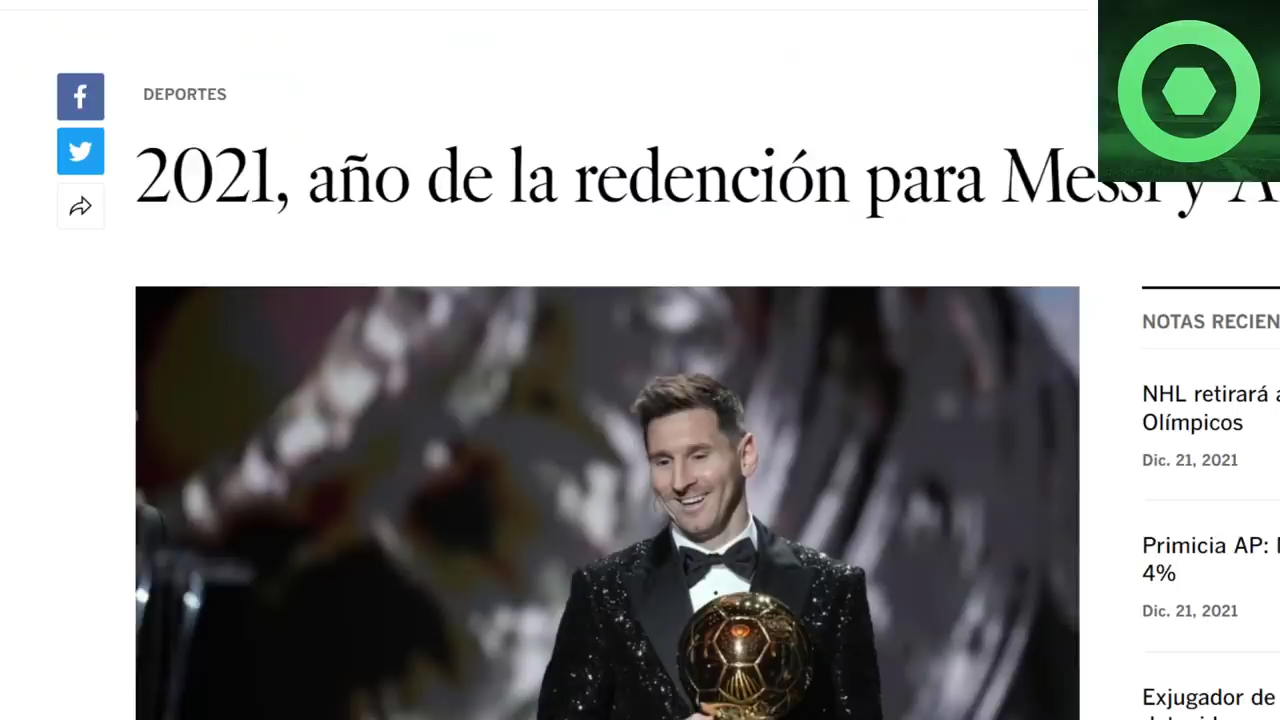 DEPORTES
2021, año de la redención para Messi y
NOTAS RECIEN
NHL retirará a
Olímpicos
Dic. 21, 2021
Primicia AP:
4%
Dic. 21, 2021
Exjugador de